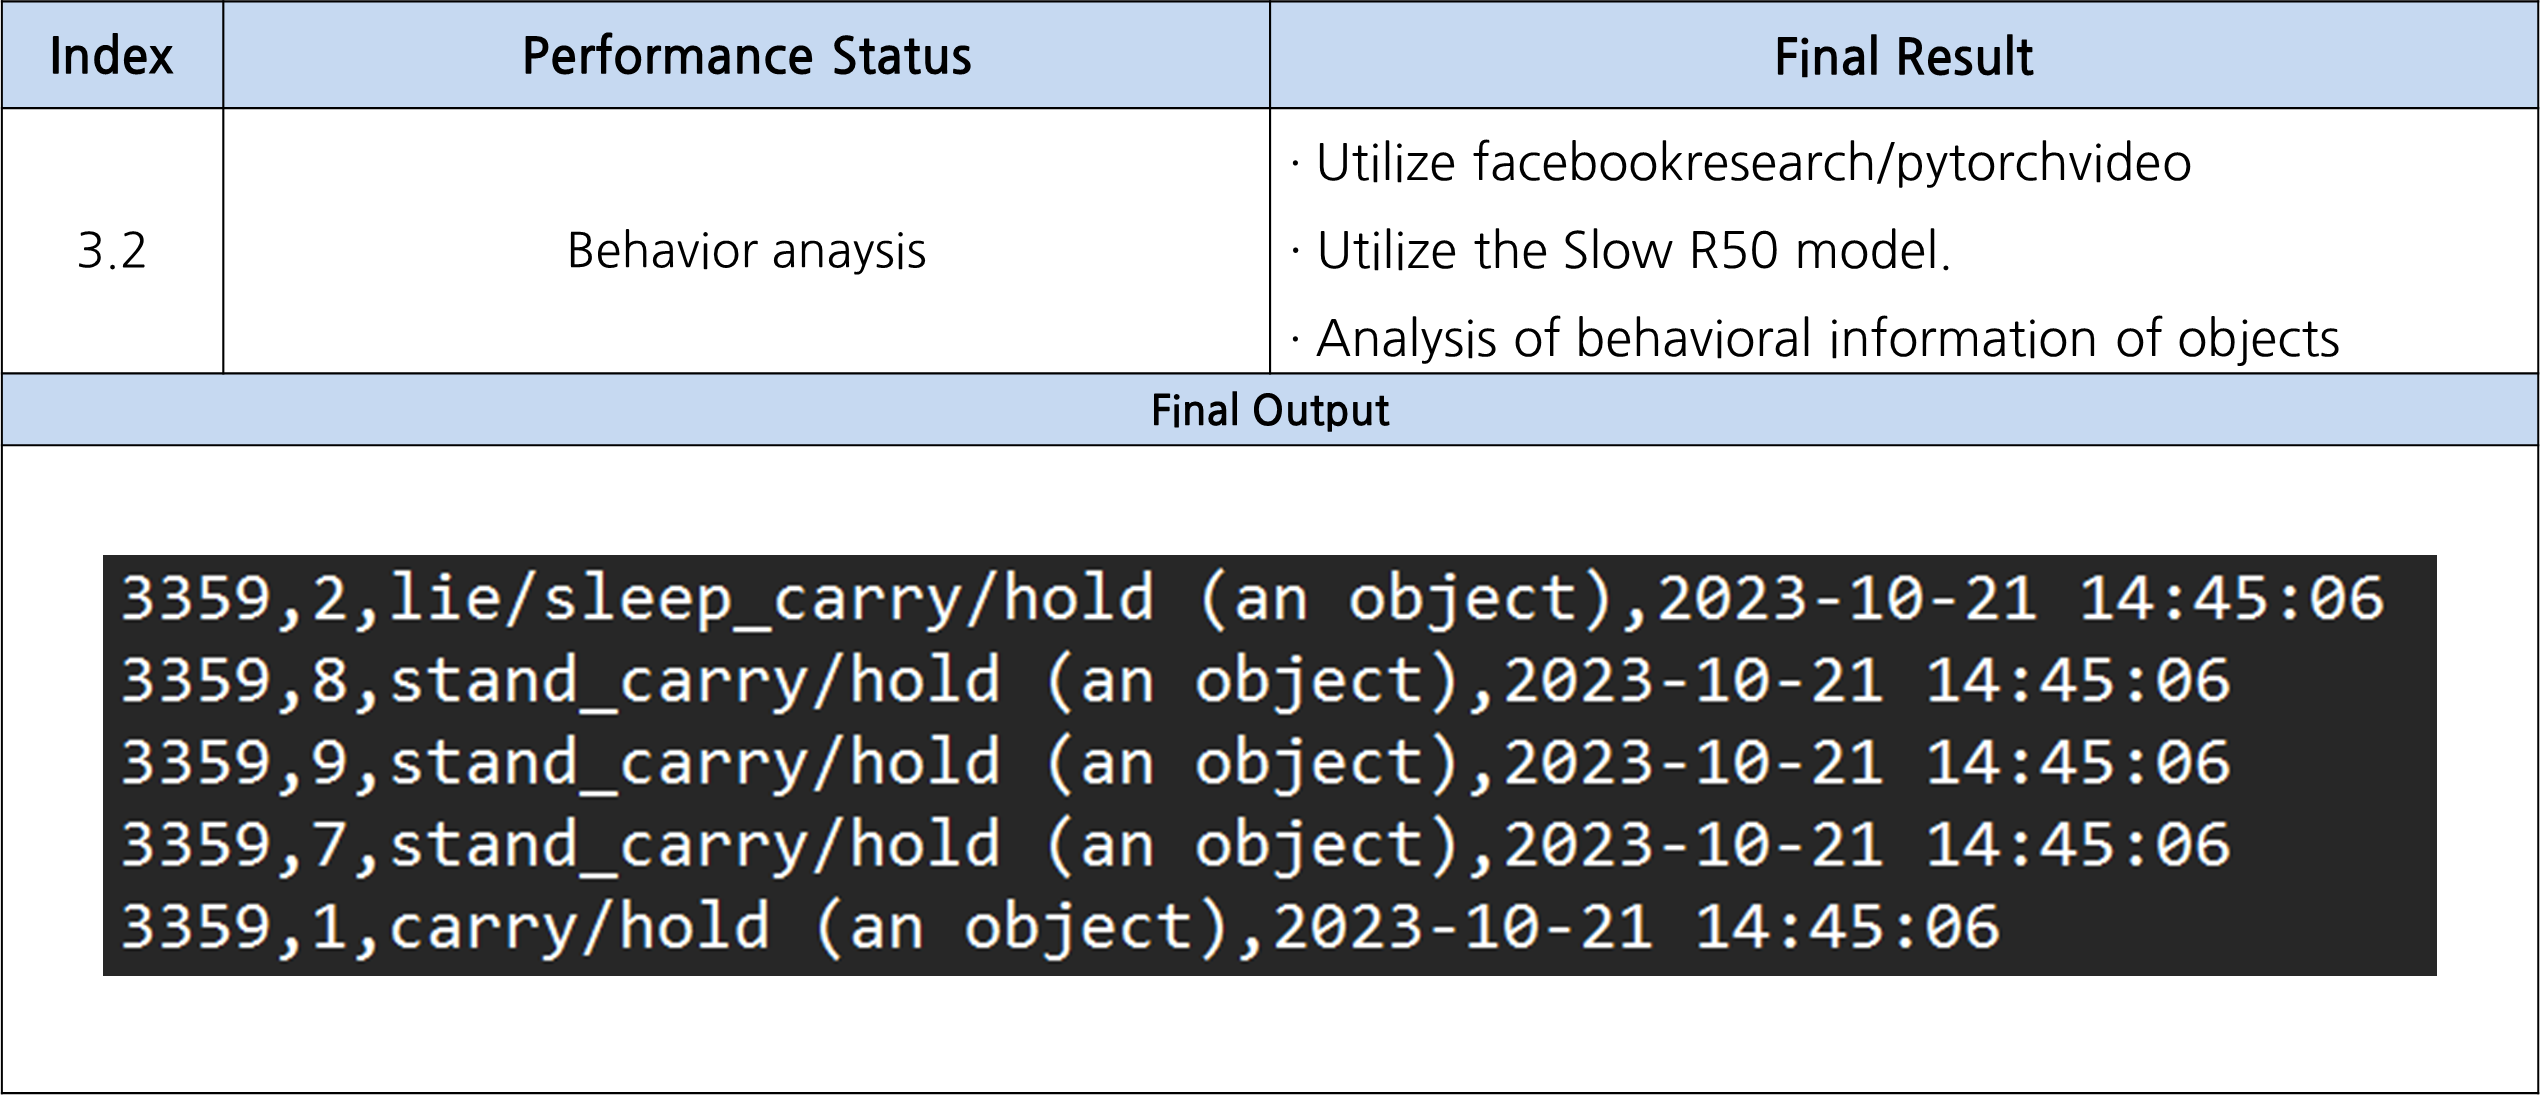 Index Performance Status Final Result
3.2 Behavior anaysis · Utilize facebookresearch/pytorchvideo
· Utilize the Slow R50 model.
· Analysis of behavioral information of objects
Final Output
3359,2,lie/sleep_carry/hold (an object),2023-10-21 14:45:06
3359,8,stand_carry/hold (an object),2023-10-21 14:45:06
3359,9,stand_carry/hold (an object),2023-10-21 14:45:06
3359,7,stand_carry/hold (an object),2023-10-21 14:45:06
3359,1,carry/hold (an object),2023-10-21 14:45:06